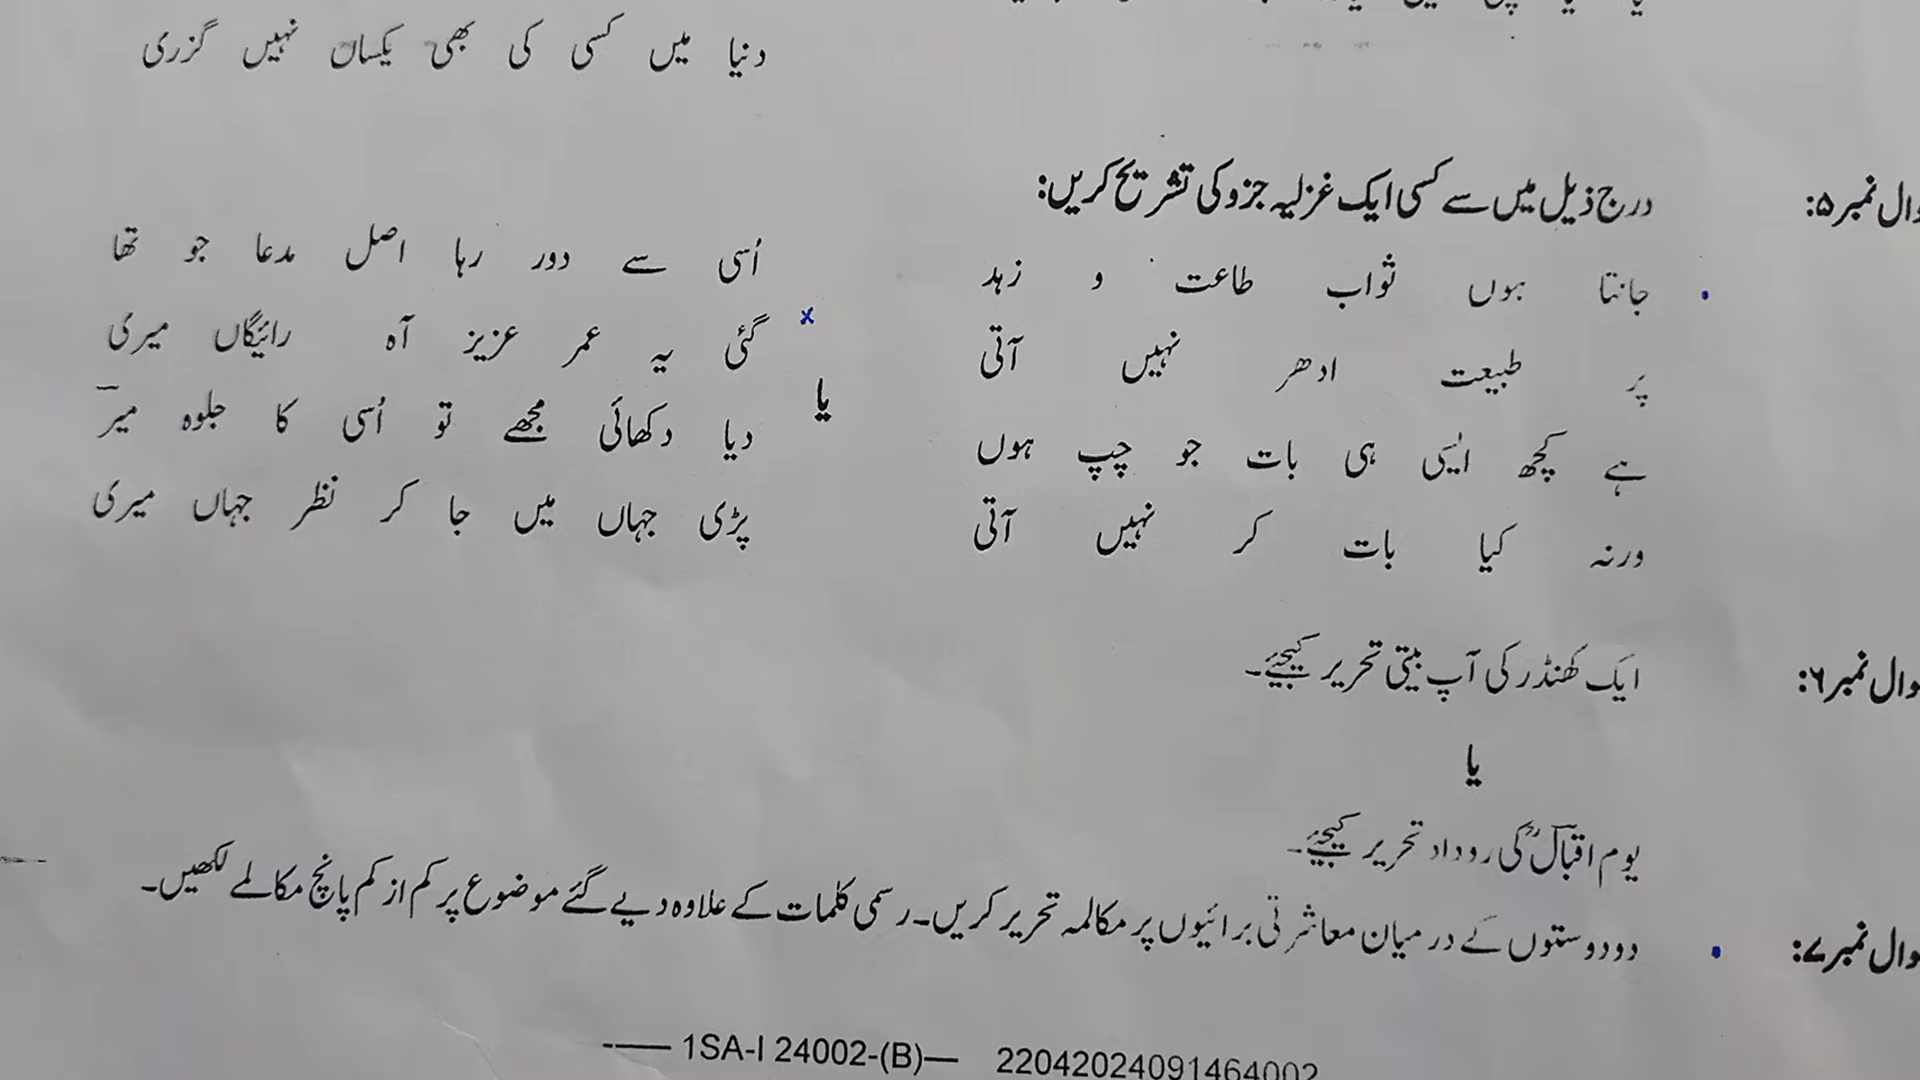 دنیا میں کسی کی بھی یکساں نہیں گزری
وال نمبر۵: درج ذیل میں سے کسی ایک غزلیہ جزو کی تشریح کریں:
جانتا ہوں ثواب طاعت و زہد
پر طبیعت ادھر نہیں آتی
ہے کچھ ایسی ہی بات جو چپ ہوں
ورنہ کیا بات کر نہیں آتی
یا
اُسی سے دور رہا اصل مدعا جو تھا
گئی یہ عمر عزیز آہ رائیگاں میری
دیا دکھائی مجھے تو اُسی کا جلوہ میرؔ
پڑی جہاں میں جا کر نظر جہاں میری
وال نمبر۶: ایک کھنڈر کی آپ بیتی تحریر کیجیے۔
یا
یوم اقبالؒ کی روداد تحریر کیجیے۔
وال نمبر۷: دو دوستوں کے درمیان معاشرتی برائیوں پر مکالمہ تحریر کریں۔ رسمی کلمات کے علاوہ دیے گئے موضوع پر کم از کم پانچ مکالمے لکھیں۔
—— 1SA-I 24002-(B)— 22042024091464002